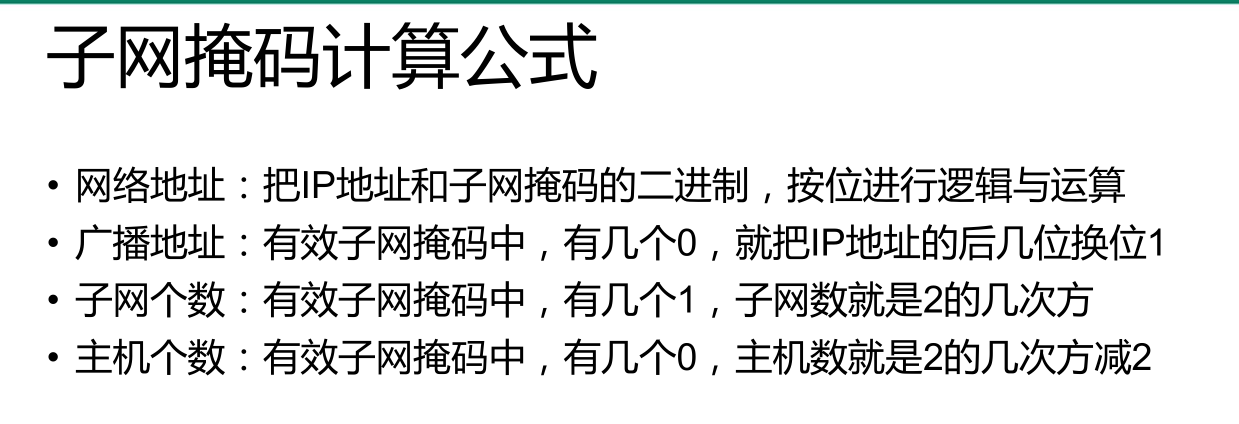 子网掩码计算公式
• 网络地址：把IP地址和子网掩码的二进制，按位进行逻辑与运算
• 广播地址：有效子网掩码中，有几个0，就把IP地址的后几位换位1
• 子网个数：有效子网掩码中，有几个1，子网数就是2的几次方
• 主机个数：有效子网掩码中，有几个0，主机数就是2的几次方减2